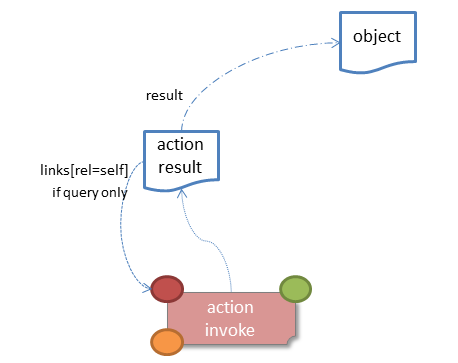 object
result
action
result
links[rel=self]
if query only
action
invoke